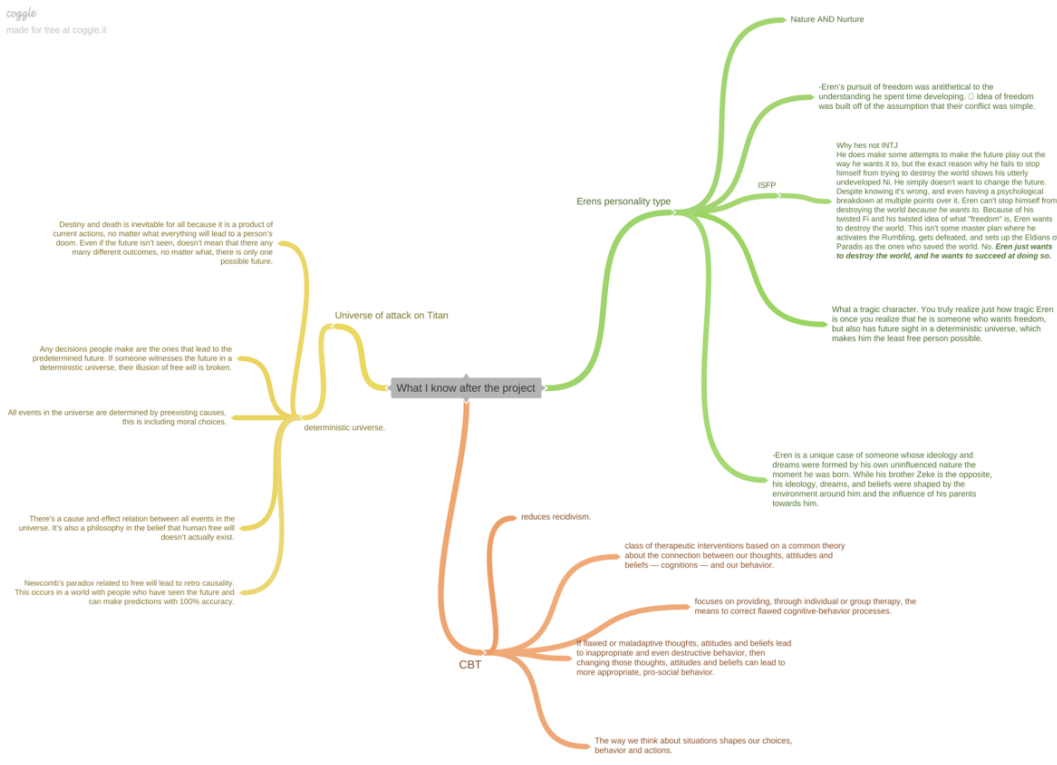 coggle
made for free at coggle.it
Nature AND Nurture
-Eren's pursuit of freedom was antithetical to the
understanding he spent time developing. Idea of freedom
was built off of the assumption that their conflict was simple.
Why hes not INTJ
He does make some attempts to make the future play out the
way he wants it to, but the exact reason why he fails to stop
himself from trying to destroy the world shows his utterly
undeveloped Ni. He simply doesn't want to change the future.
Despite knowing it's wrong, and even having a psychological
breakdown at multiple points over it, Eren can't stop himself from
destroying the world because he wants to. Because of his
twisted Fi and his twisted idea of what "freedom" is, Eren wants
to destroy the world. This isn't some master plan where he
activates the Rumbling, gets defeated, and sets up the Eldians o
Paradis as the ones who saved the world. No. Eren just wants
to destroy the world, and he wants to succeed at doing so.
ISFP
Erens personality type
What a tragic character. You truly realize just how tragic Eren
is once you realize that he is someone who wants freedom,
but also has future sight in a deterministic universe, which
makes him the least free person possible.
-Eren is a unique case of someone whose ideology and
dreams were formed by his own uninfluenced nature the
moment he was born. While his brother Zeke is the opposite,
his ideology, dreams, and beliefs were shaped by the
environment around him and the influence of his parents
towards him.
Destiny and death is inevitable for all because it is a product of
current actions, no matter what everything will lead to a person's
doom. Even if the future isn't seen, doesn't mean that there any
many different outcomes, no matter what, there is only one
possible future.
Universe of attack on Titan
Any decisions people make are the ones that lead to the
predetermined future. If someone witnesses the future in a
deterministic universe, their illusion of free will is broken.
What I know after the project
All events in the universe are determined by preexisting causes,
this is including moral choices.
deterministic universe.
There's a cause and effect relation between all events in the
universe. It's also a philosophy in the belief that human free will
doesn't actually exist.
Newcomb's paradox related to free will lead to retro causality.
This occurs in a world with people who have seen the future and
can make predictions with 100% accuracy.
reduces recidivism.
class of therapeutic interventions based on a common theory
about the connection between our thoughts, attitudes and
beliefs — cognitions — and our behavior.
focuses on providing, through individual or group therapy, the
means to correct flawed cognitive-behavior processes.
If flawed or maladaptive thoughts, attitudes and beliefs lead
to inappropriate and even destructive behavior, then
changing those thoughts, attitudes and beliefs can lead to
more appropriate, pro-social behavior.
CBT
The way we think about situations shapes our choices,
behavior and actions.